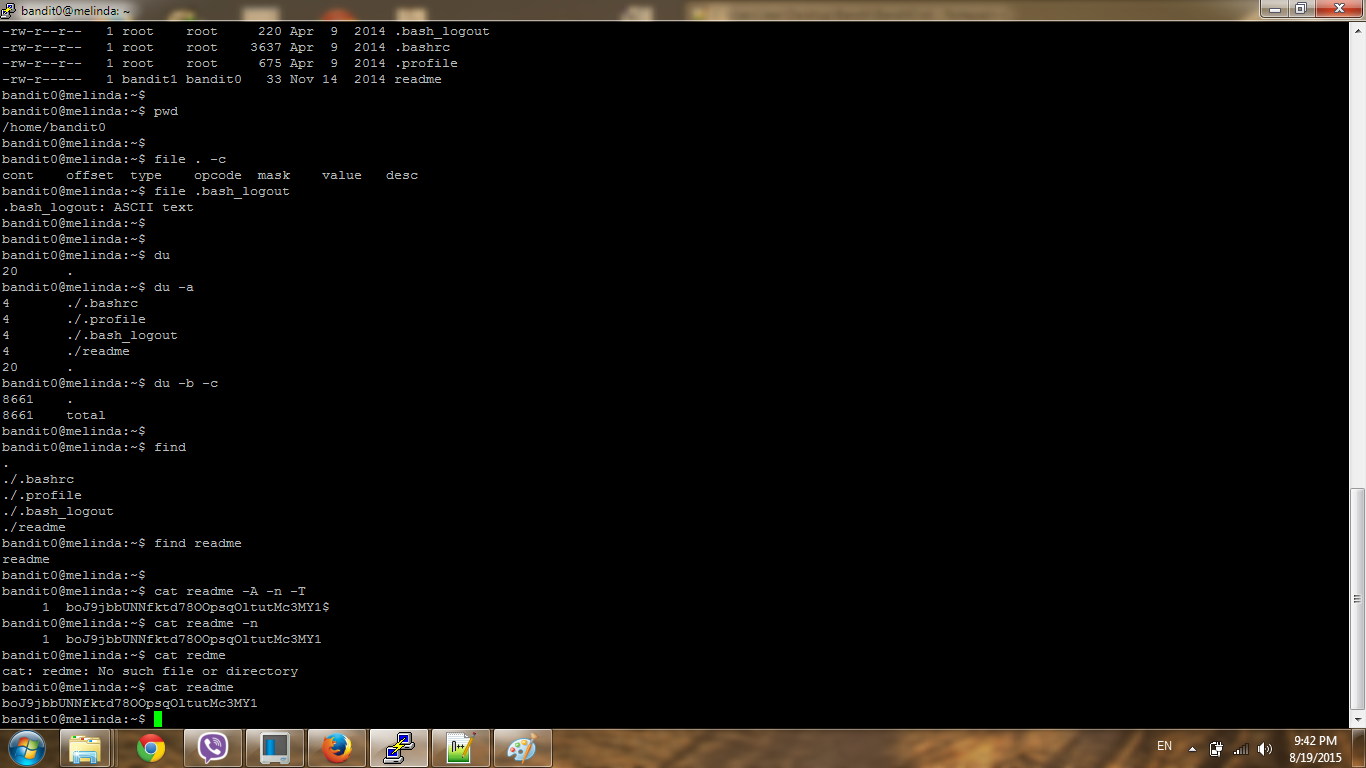 bandit0@melinda: ~
-rw-r--r--   1 root    root     220 Apr  9  2014 .bash_logout
-rw-r--r--   1 root    root    3637 Apr  9  2014 .bashrc
-rw-r--r--   1 root    root     675 Apr  9  2014 .profile
-rw-r-----   1 bandit1 bandit0   33 Nov 14  2014 readme
bandit0@melinda:~$
bandit0@melinda:~$ pwd
/home/bandit0
bandit0@melinda:~$
bandit0@melinda:~$ file . -c
cont    offset  type    opcode  mask    value   desc
bandit0@melinda:~$ file .bash_logout
.bash_logout: ASCII text
bandit0@melinda:~$
bandit0@melinda:~$
bandit0@melinda:~$ du
20      .
bandit0@melinda:~$ du -a
4       ./.bashrc
4       ./.profile
4       ./.bash_logout
4       ./readme
20      .
bandit0@melinda:~$ du -b -c
8661    .
8661    total
bandit0@melinda:~$
bandit0@melinda:~$ find
.
./.bashrc
./.profile
./.bash_logout
./readme
bandit0@melinda:~$ find readme
readme
bandit0@melinda:~$
bandit0@melinda:~$ cat readme -A -n -T
     1  boJ9jbbUNNfktd78OOpsqOltutMc3MY1$
bandit0@melinda:~$ cat readme -n
     1  boJ9jbbUNNfktd78OOpsqOltutMc3MY1
bandit0@melinda:~$ cat redme
cat: redme: No such file or directory
bandit0@melinda:~$ cat readme
boJ9jbbUNNfktd78OOpsqOltutMc3MY1
bandit0@melinda:~$
EN
9:42 PM
8/19/2015